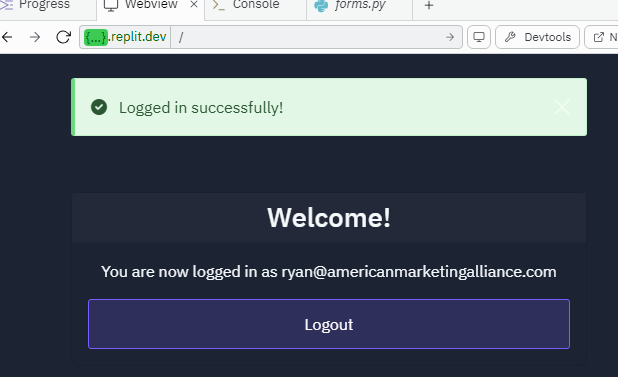 Progress Webview Console forms.py
{...}.replit.dev / Devtools N
Logged in successfully!
Welcome!
You are now logged in as ryan@americanmarketingalliance.com
Logout